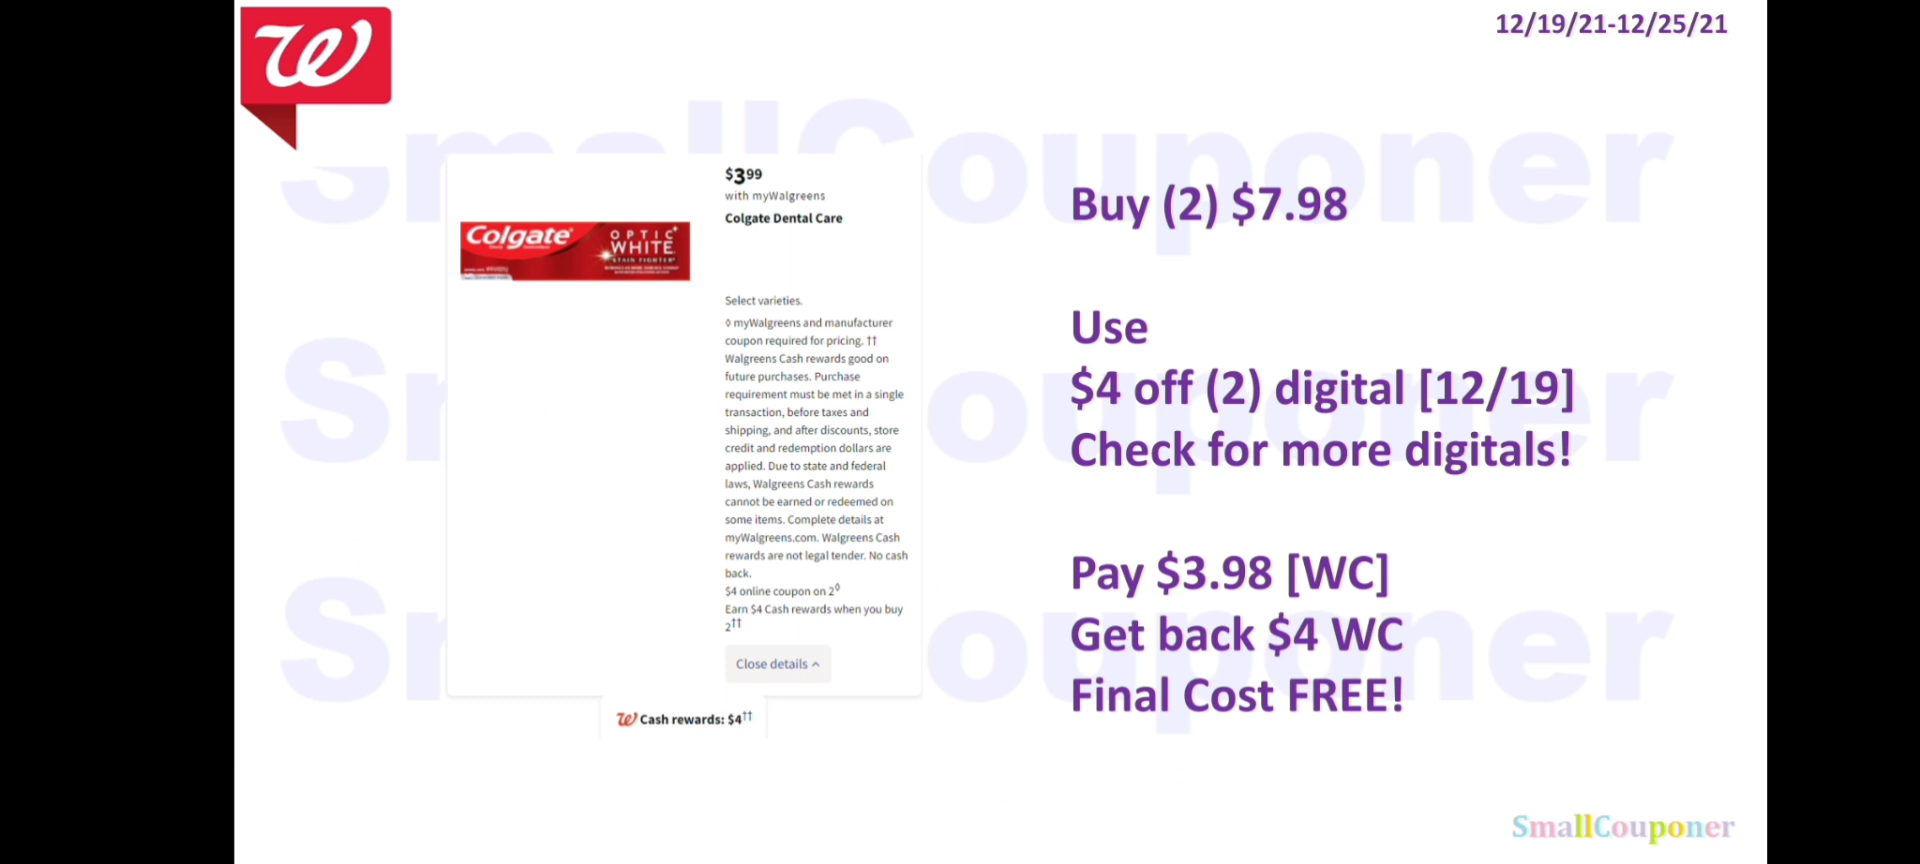 12/19/21-12/25/21
SmallCouponer
$399
with myWalgreens
Colgate Dental Care
Colgate
OPTIC
WHITE
STAIN FIGHTER
Select varieties.
◊ myWalgreens and manufacturer
coupon required for pricing. ††
Walgreens Cash rewards good on
future purchases. Purchase
requirement must be met in a single
transaction, before taxes and
shipping, and after discounts, store
credit and redemption dollars are
applied. Due to state and federal
laws, Walgreens Cash rewards
cannot be earned or redeemed on
some items. Complete details at
myWalgreens.com. Walgreens Cash
rewards are not legal tender. No cash
back.
$4 online coupon on 2◊
Earn $4 Cash rewards when you buy
2††
Close details
W Cash rewards: $4††
Buy (2) $7.98
Use
$4 off (2) digital [12/19]
Check for more digitals!
Pay $3.98 [WC]
Get back $4 WC
Final Cost FREE!
SmallCouponer